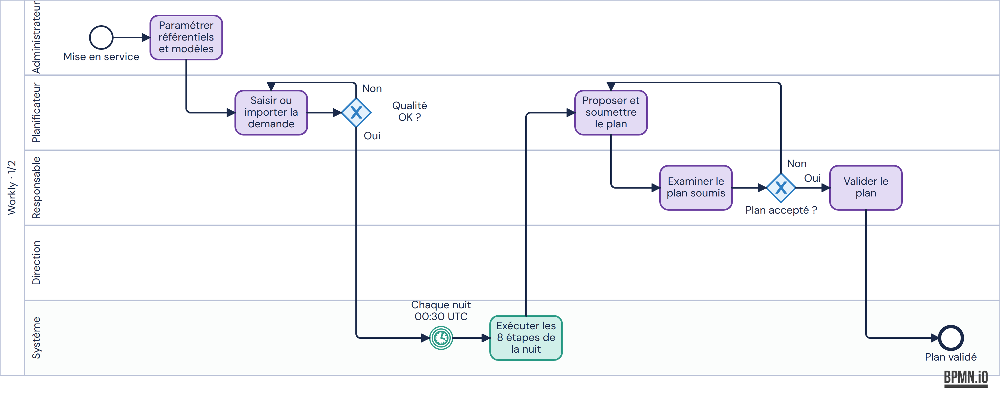 Workly · 1/2
Administrateur
Mise en service
Paramétrer
référentiels
et modèles
Planificateur
Saisir ou
importer la
demande
Non
Qualité
OK ?
Oui
Proposer et
soumettre
le plan
Responsable
Examiner le
plan soumis
Non
Oui
Plan accepté ?
Valider le
plan
Direction
Système
Chaque nuit
00:30 UTC
Exécuter les
8 étapes de
la nuit
Plan validé
BPMN.iO